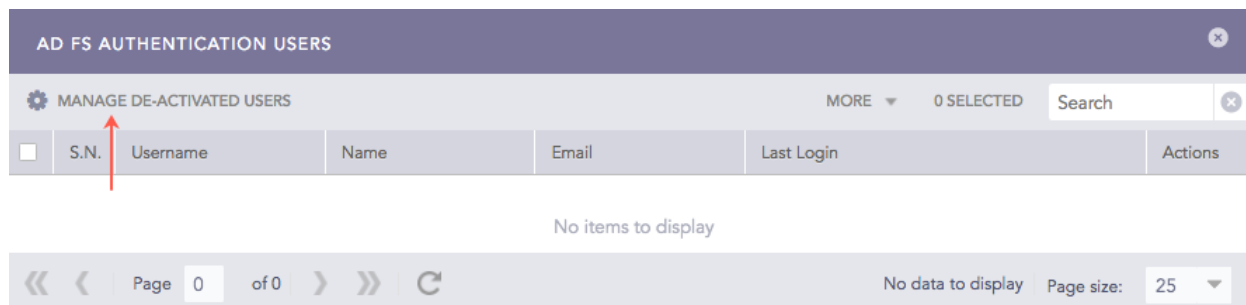 AD FS AUTHENTICATION USERS
MANAGE DE-ACTIVATED USERS MORE 0 SELECTED Search
S.N. Username Name Email Last Login Actions
No items to display
Page 0 of 0 No data to display Page size: 25